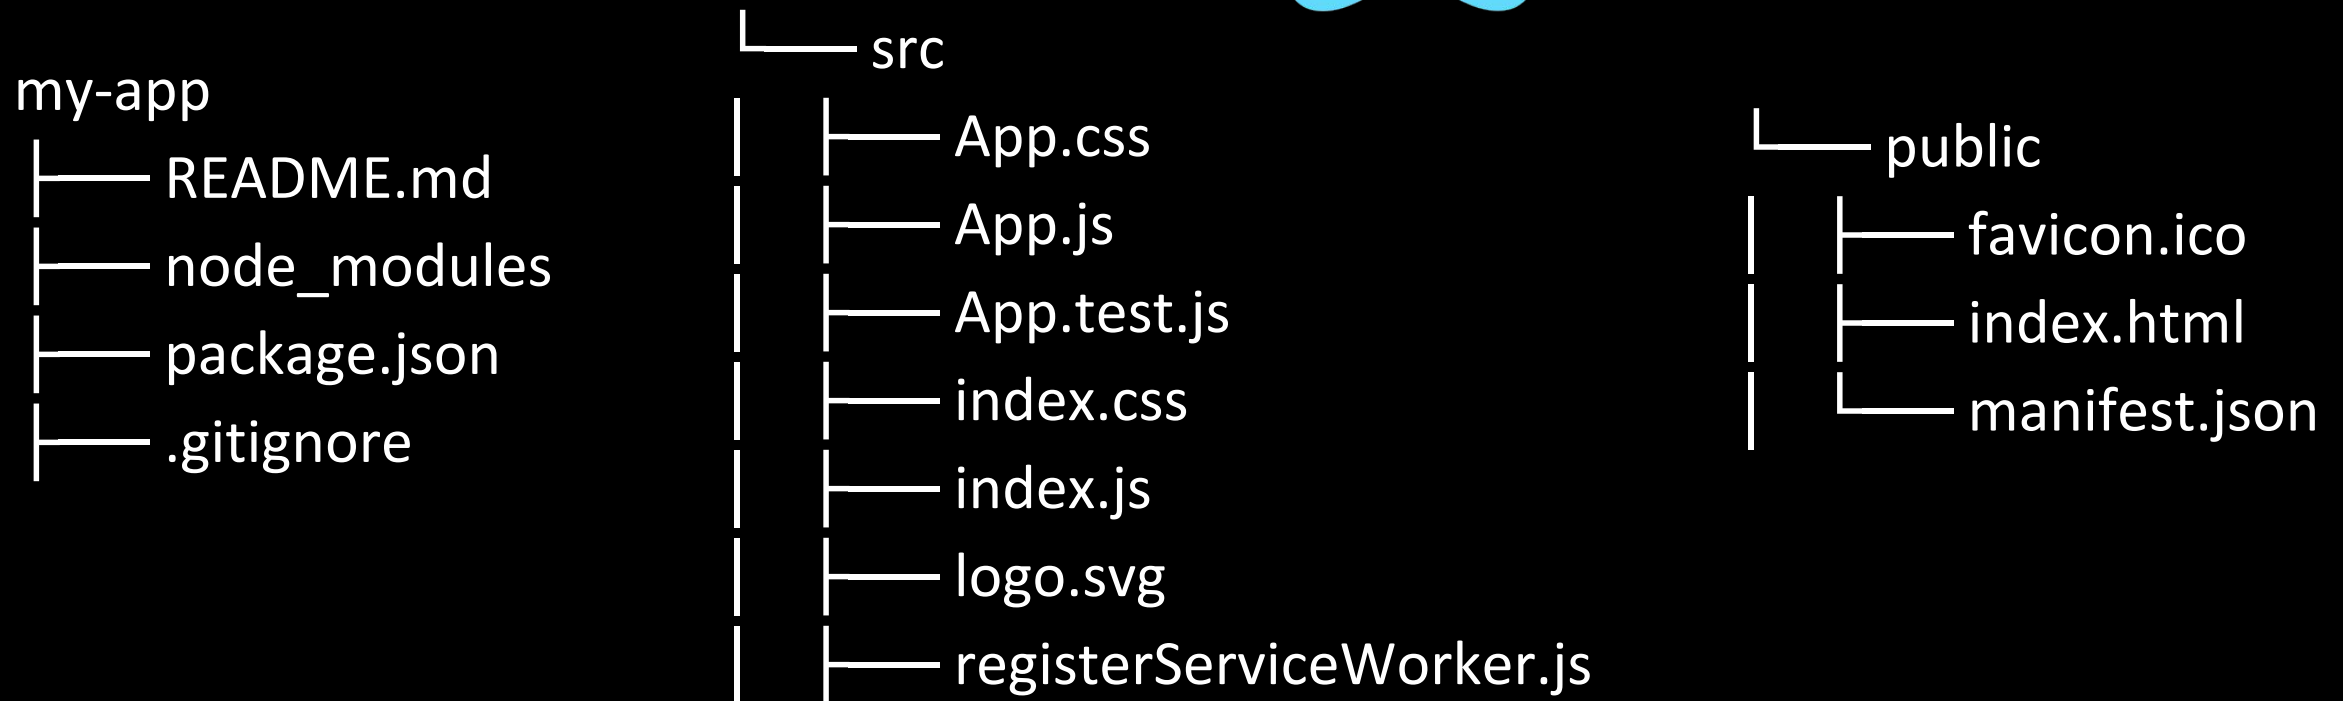 my-app
README.md
node_modules
package.json
.gitignore
src
App.css
App.js
App.test.js
index.css
index.js
logo.svg
registerServiceWorker.js
public
favicon.ico
index.html
manifest.json